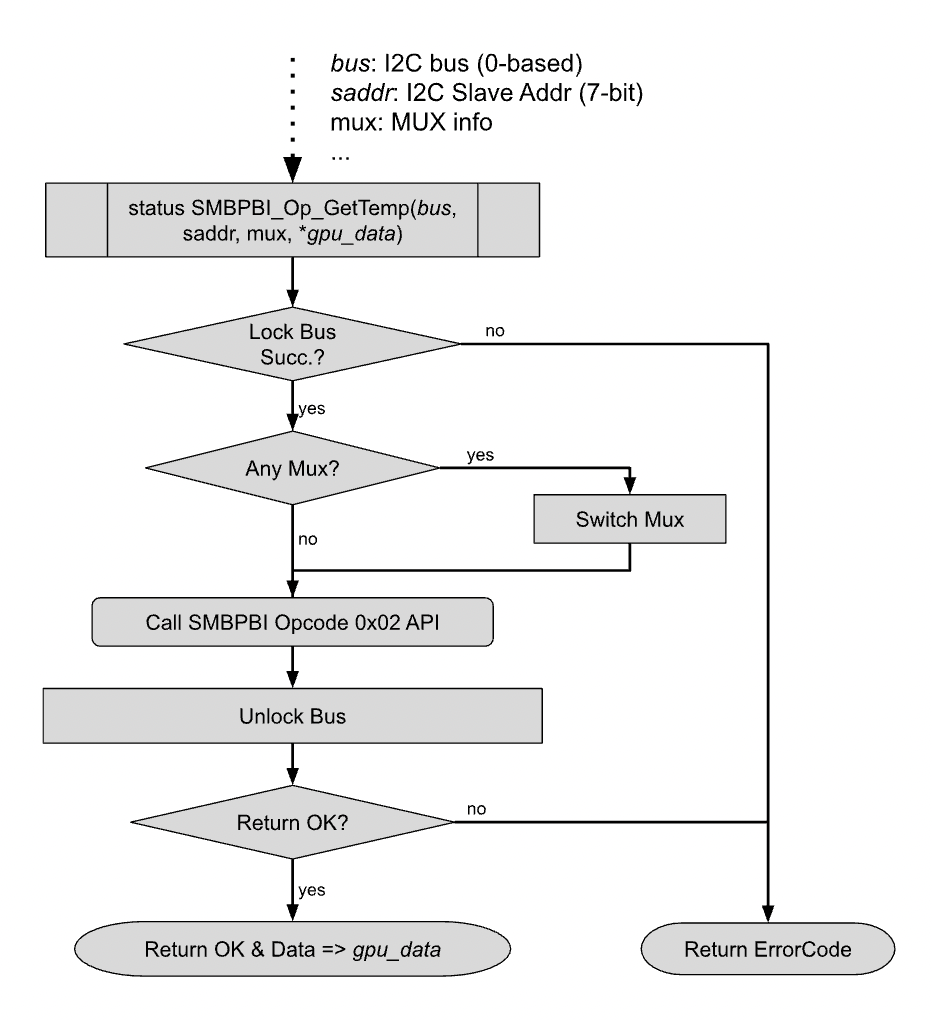 bus: I2C bus (0-based)
saddr: I2C Slave Addr (7-bit)
mux: MUX info
...
status SMBPBI_Op_GetTemp(bus,
saddr, mux, *gpu_data)
Lock Bus
Succ.?
no
yes
Any Mux?
yes
Switch Mux
no
Call SMBPBI Opcode 0x02 API
Unlock Bus
Return OK?
no
yes
Return OK & Data => gpu_data
Return ErrorCode